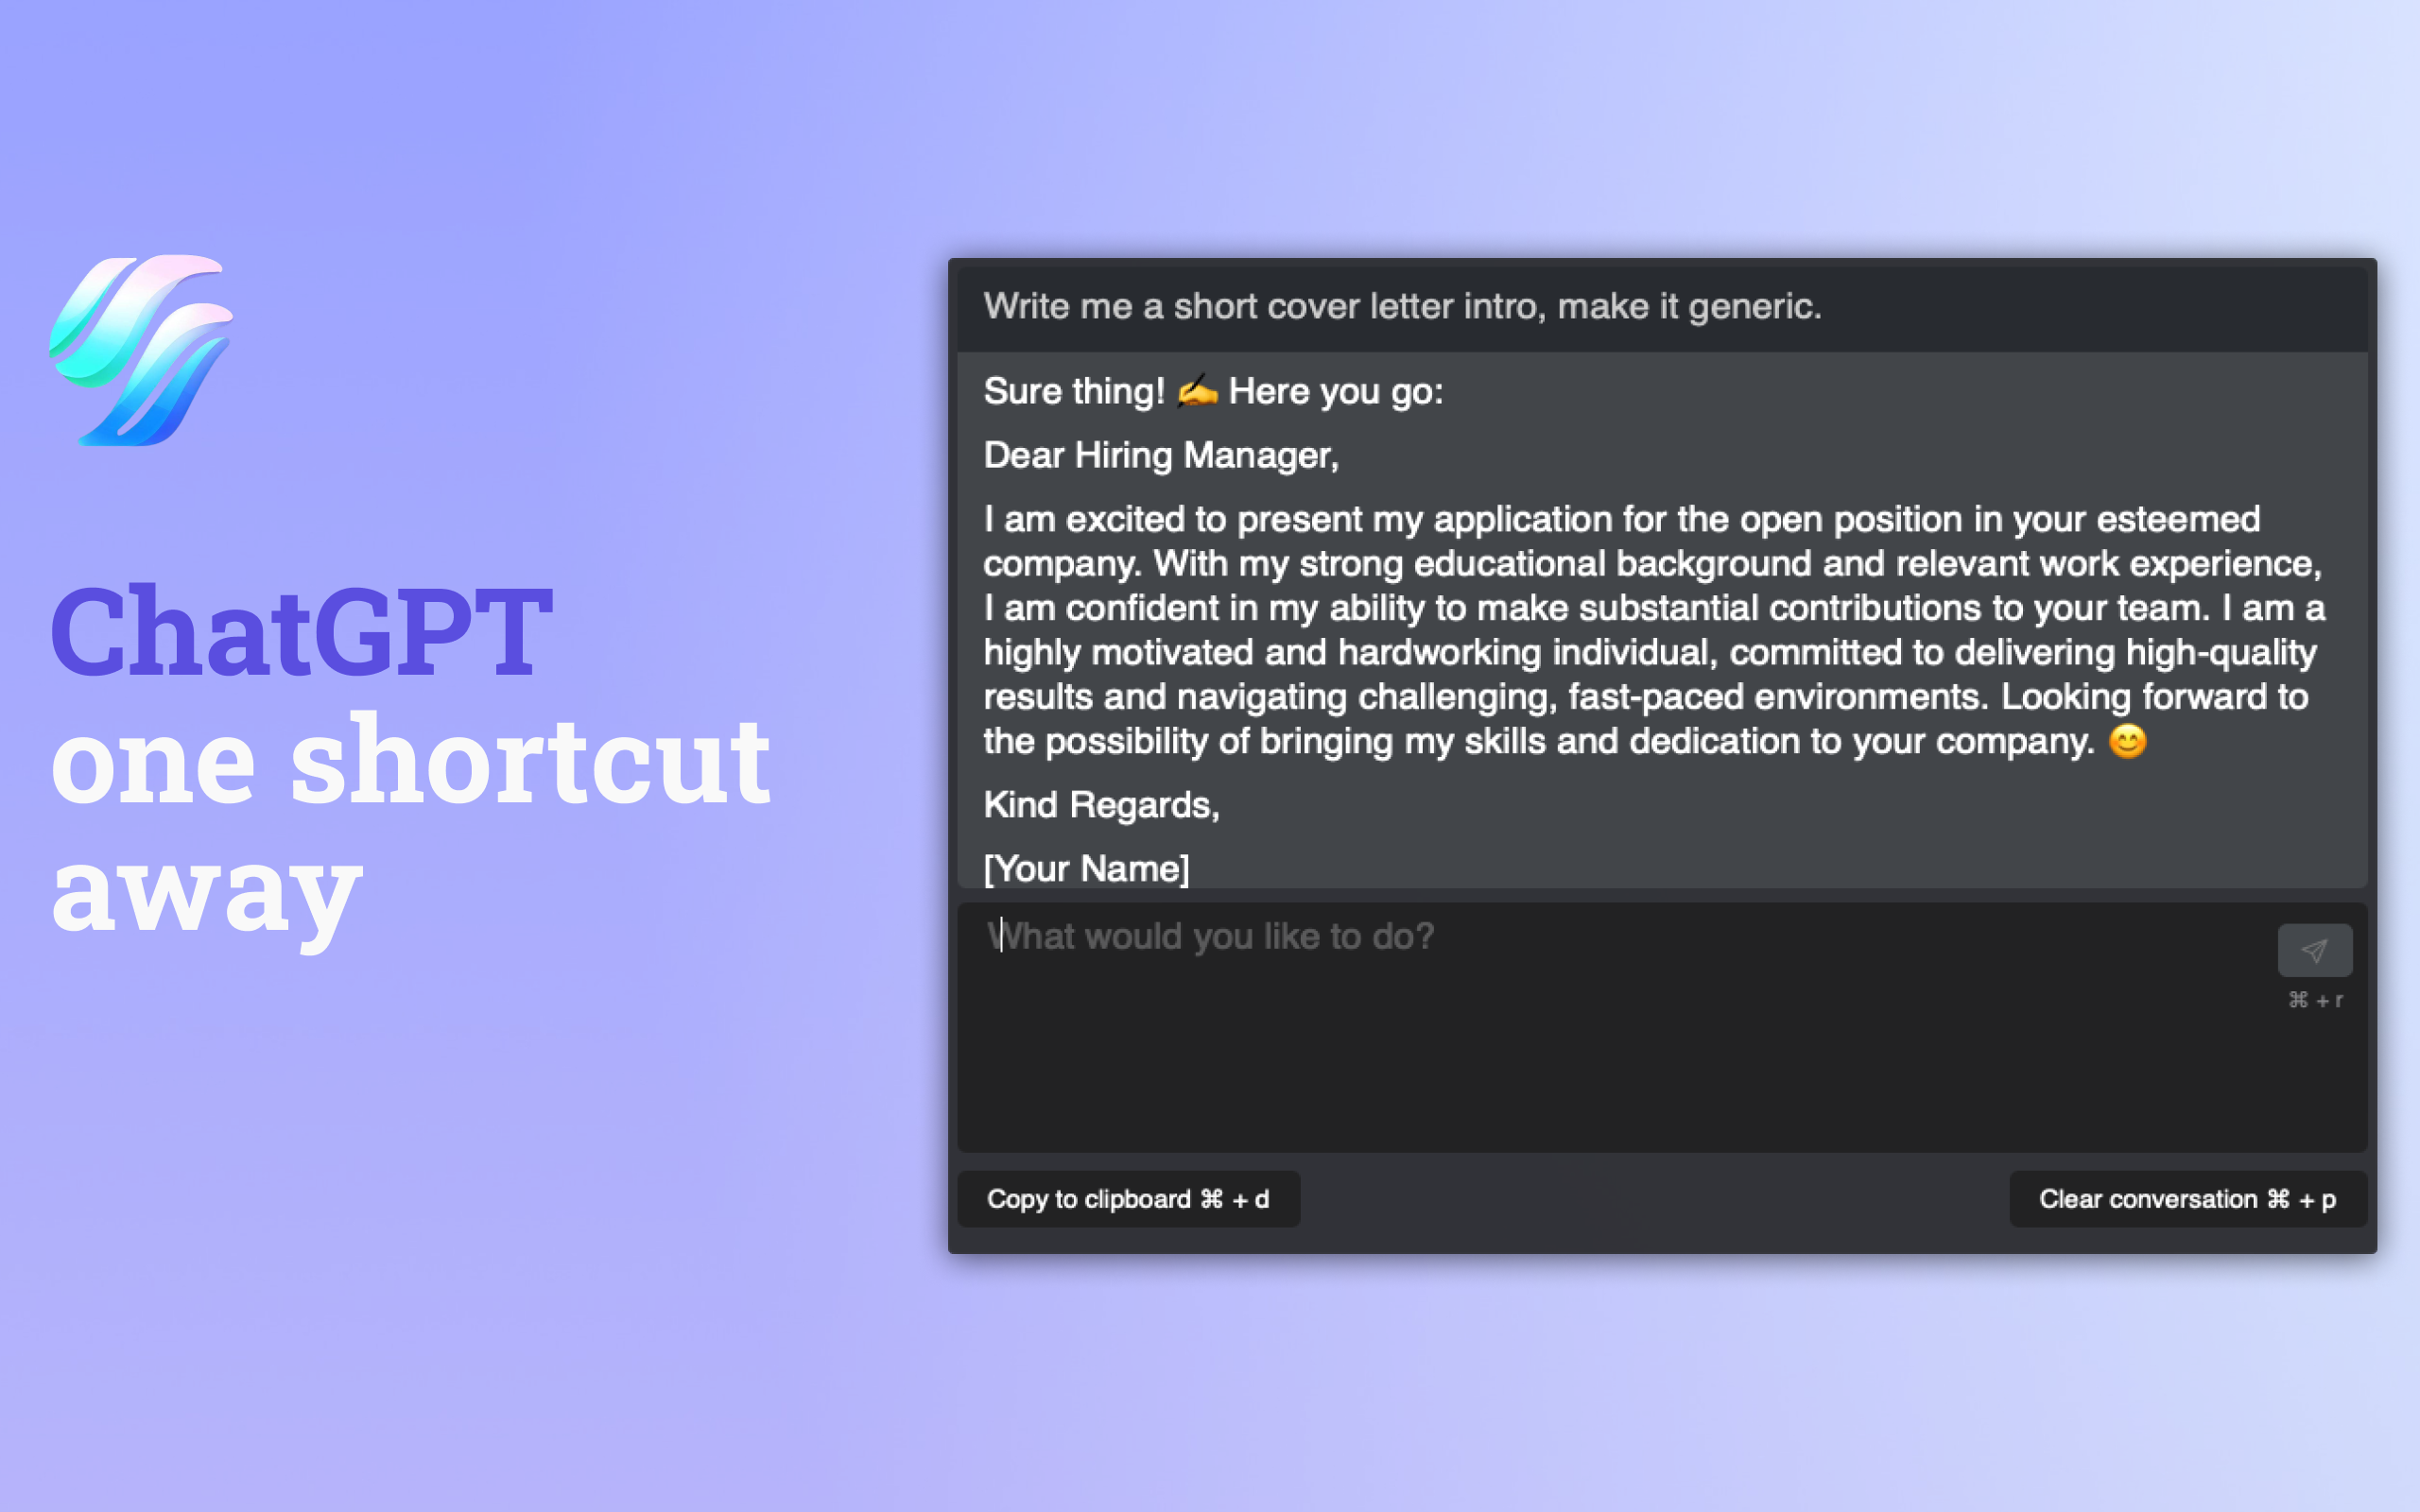 ChatGPT
one shortcut
away
Write me a short cover letter intro, make it generic.
Sure thing! ✍️ Here you go:
Dear Hiring Manager,
I am excited to present my application for the open position in your esteemed
company. With my strong educational background and relevant work experience,
I am confident in my ability to make substantial contributions to your team. I am a
highly motivated and hardworking individual, committed to delivering high-quality
results and navigating challenging, fast-paced environments. Looking forward to
the possibility of bringing my skills and dedication to your company. 😊
Kind Regards,
[Your Name]
What would you like to do?
⌘ + r
Copy to clipboard ⌘ + d
Clear conversation ⌘ + p